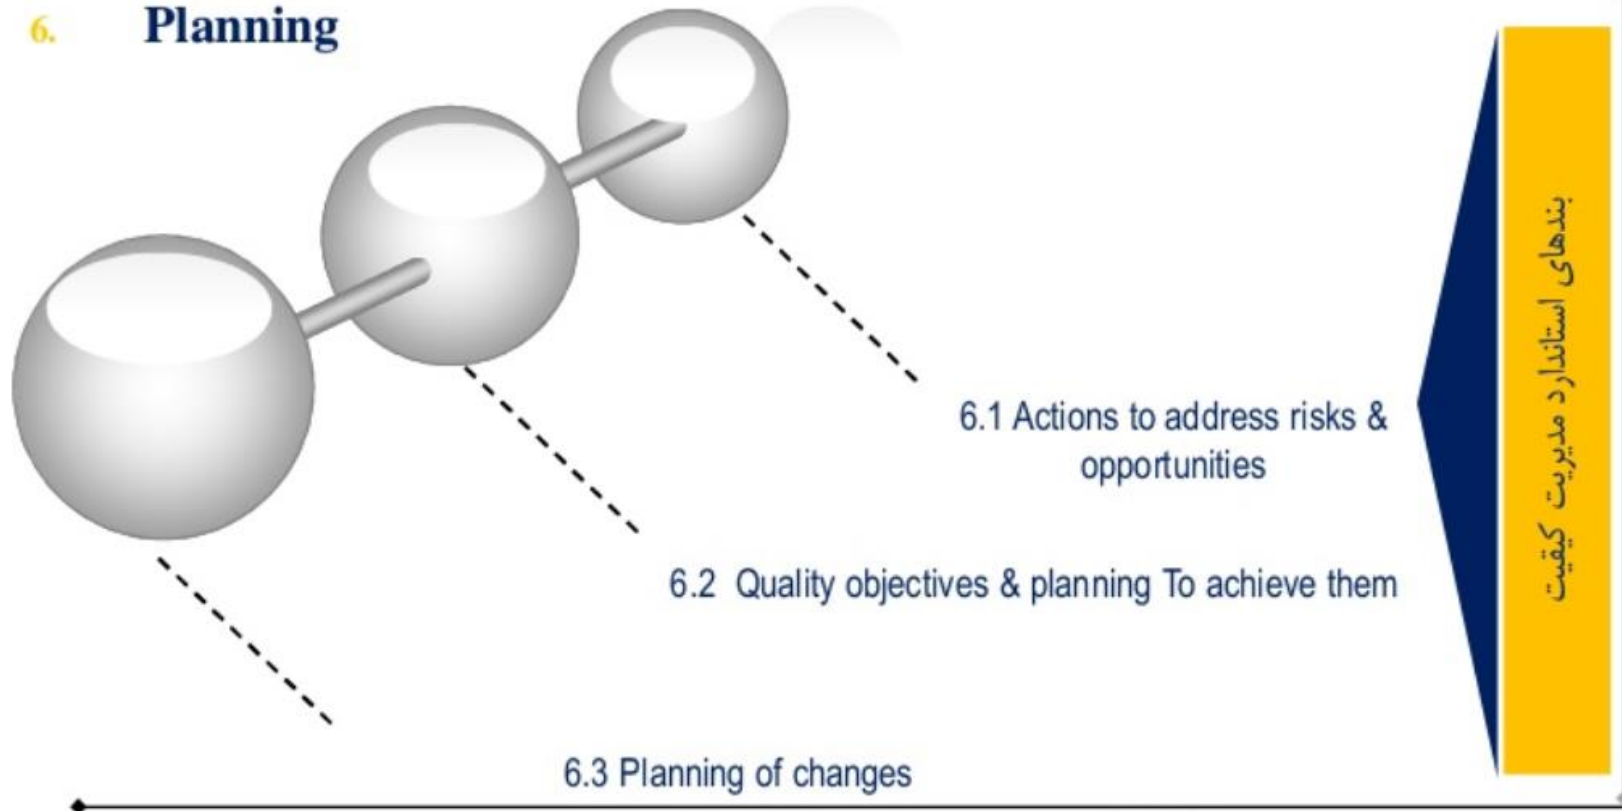 6. Planning
6.1 Actions to address risks &
opportunities
6.2 Quality objectives & planning To achieve them
6.3 Planning of changes
بندهای استاندارد مدیریت کیفیت